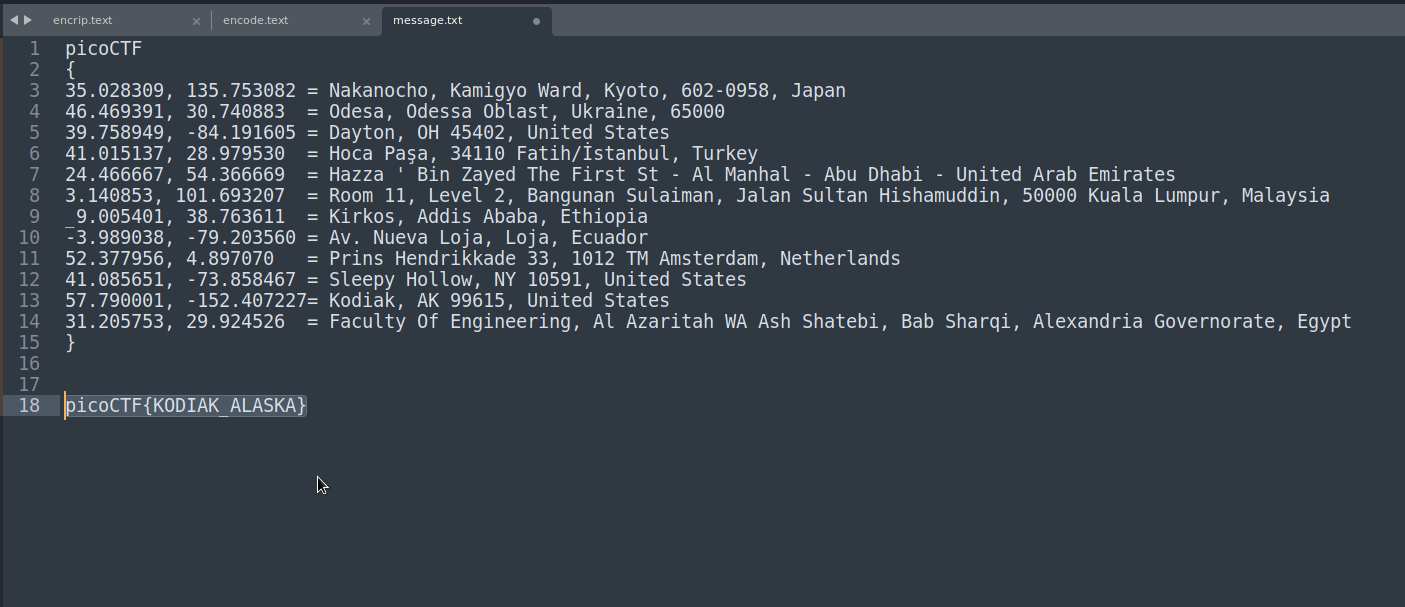 encrip.text × encode.text × message.txt
1 picoCTF
2 {
3 35.028309, 135.753082 = Nakanocho, Kamigyo Ward, Kyoto, 602-0958, Japan
4 46.469391, 30.740883  = Odesa, Odessa Oblast, Ukraine, 65000
5 39.758949, -84.191605 = Dayton, OH 45402, United States
6 41.015137, 28.979530  = Hoca Paşa, 34110 Fatih/İstanbul, Turkey
7 24.466667, 54.366669  = Hazza ' Bin Zayed The First St - Al Manhal - Abu Dhabi - United Arab Emirates
8 3.140853, 101.693207  = Room 11, Level 2, Bangunan Sulaiman, Jalan Sultan Hishamuddin, 50000 Kuala Lumpur, Malaysia
9 _9.005401, 38.763611  = Kirkos, Addis Ababa, Ethiopia
10 -3.989038, -79.203560 = Av. Nueva Loja, Loja, Ecuador
11 52.377956, 4.897070   = Prins Hendrikkade 33, 1012 TM Amsterdam, Netherlands
12 41.085651, -73.858467 = Sleepy Hollow, NY 10591, United States
13 57.790001, -152.407227= Kodiak, AK 99615, United States
14 31.205753, 29.924526  = Faculty Of Engineering, Al Azaritah WA Ash Shatebi, Bab Sharqi, Alexandria Governorate, Egypt
15 }
16
17
18 picoCTF{KODIAK_ALASKA}